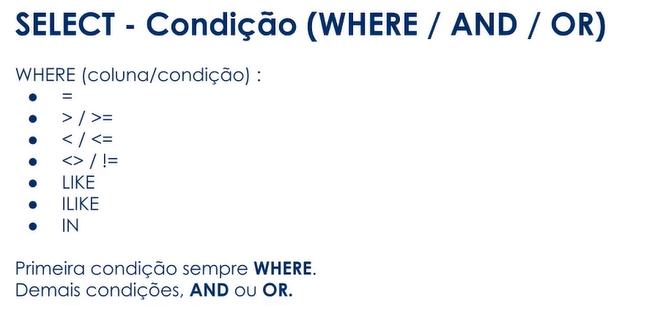 SELECT - Condição (WHERE / AND / OR)
WHERE (coluna/condição) :
● =
● > / >=
● < / <=
● <> / !=
● LIKE
● ILIKE
● IN
Primeira condição sempre WHERE.
Demais condições, AND ou OR.